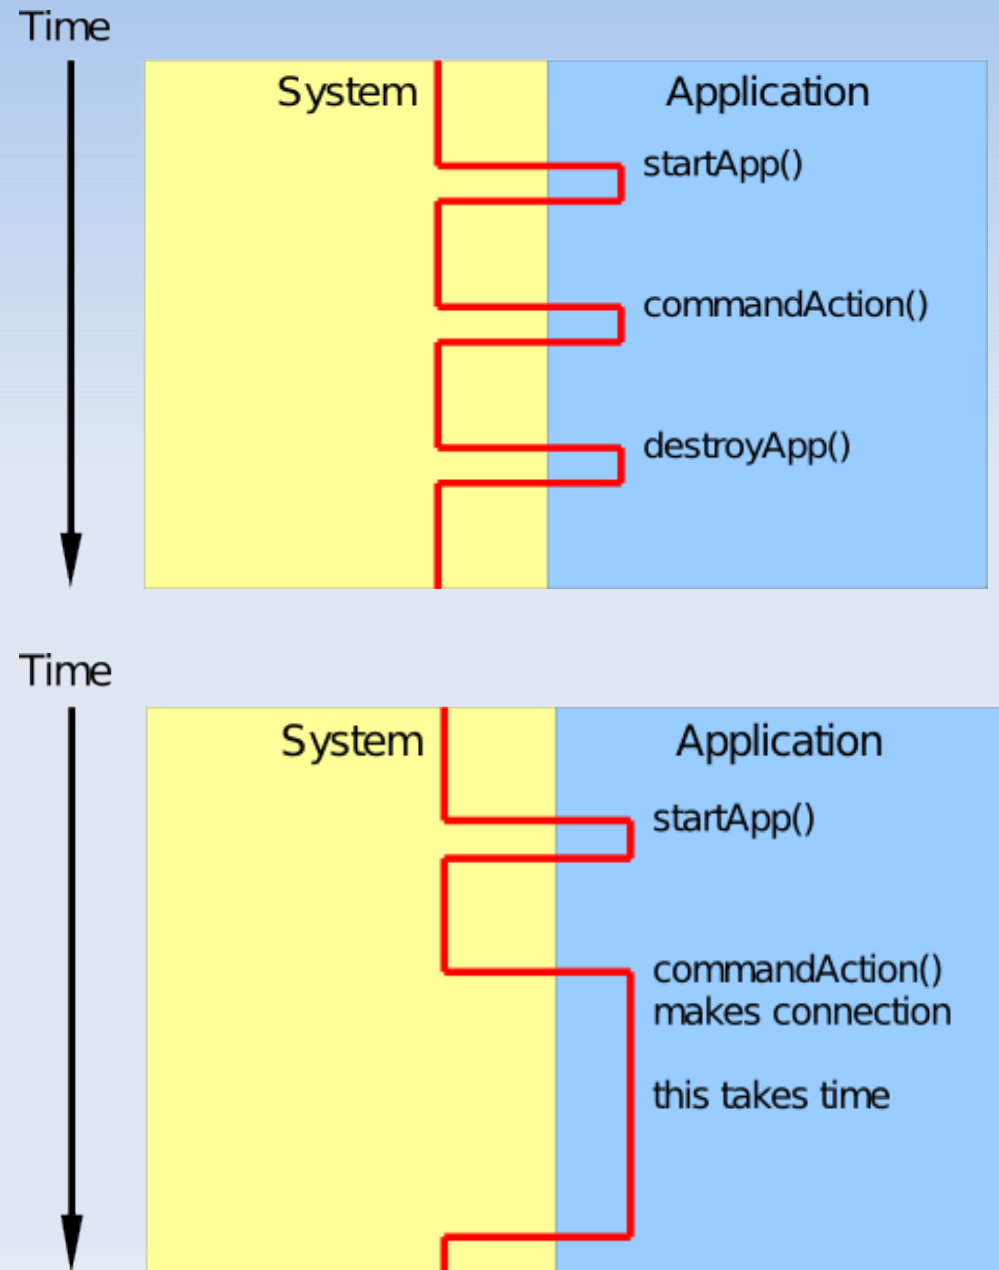 Time
System
Application
startApp()
commandAction()
destroyApp()
Time
System
Application
startApp()
commandAction()
makes connection
this takes time